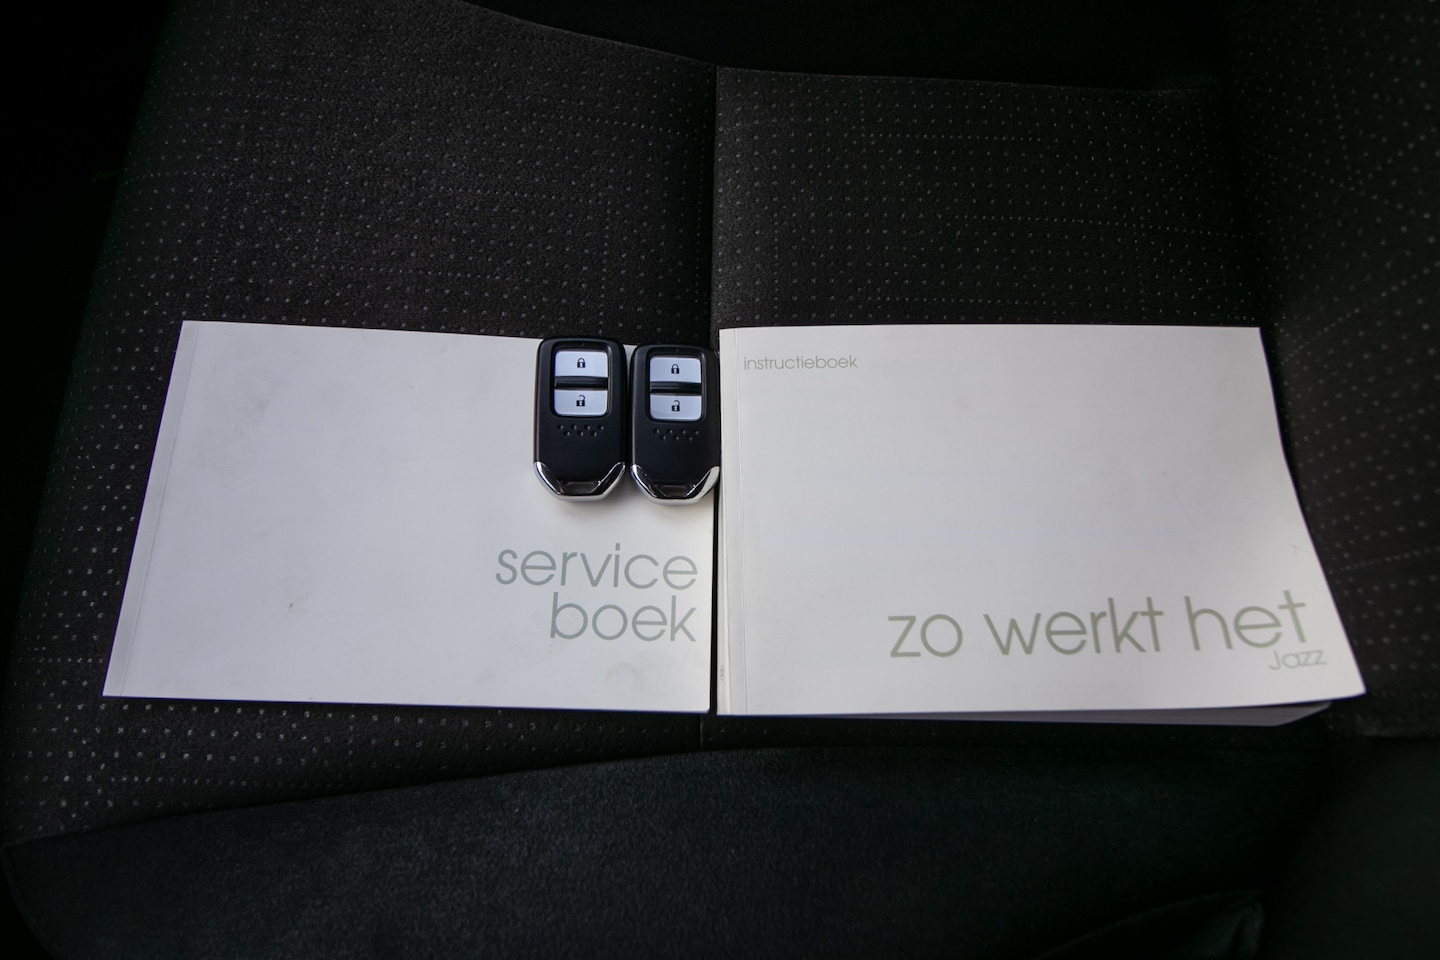 service
boek
instructieboek
zo werkt het
Jazz